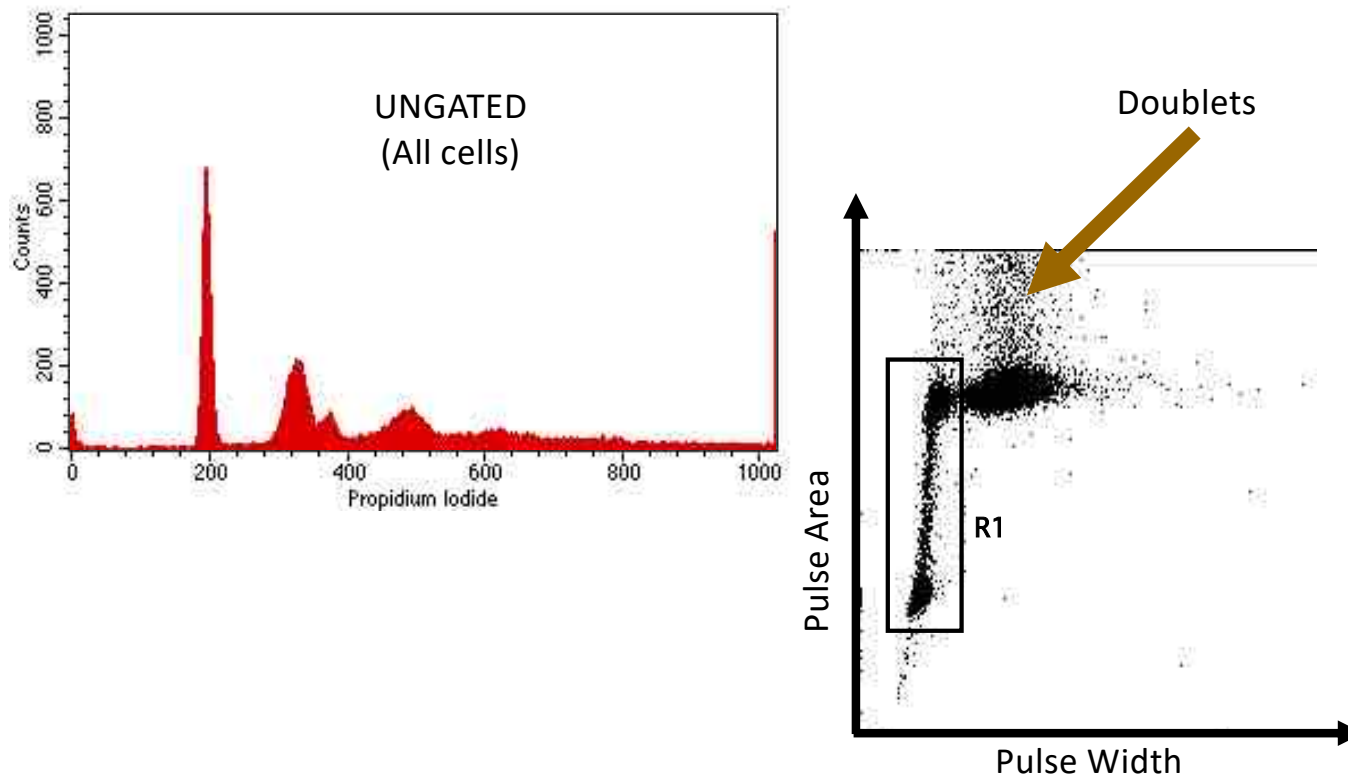 1000
800
600
400
200
0
Counts
UNGATED
(All cells)
0 200 400 600 800 1000
Propidium Iodide
Doublets
Pulse Area
R1
Pulse Width